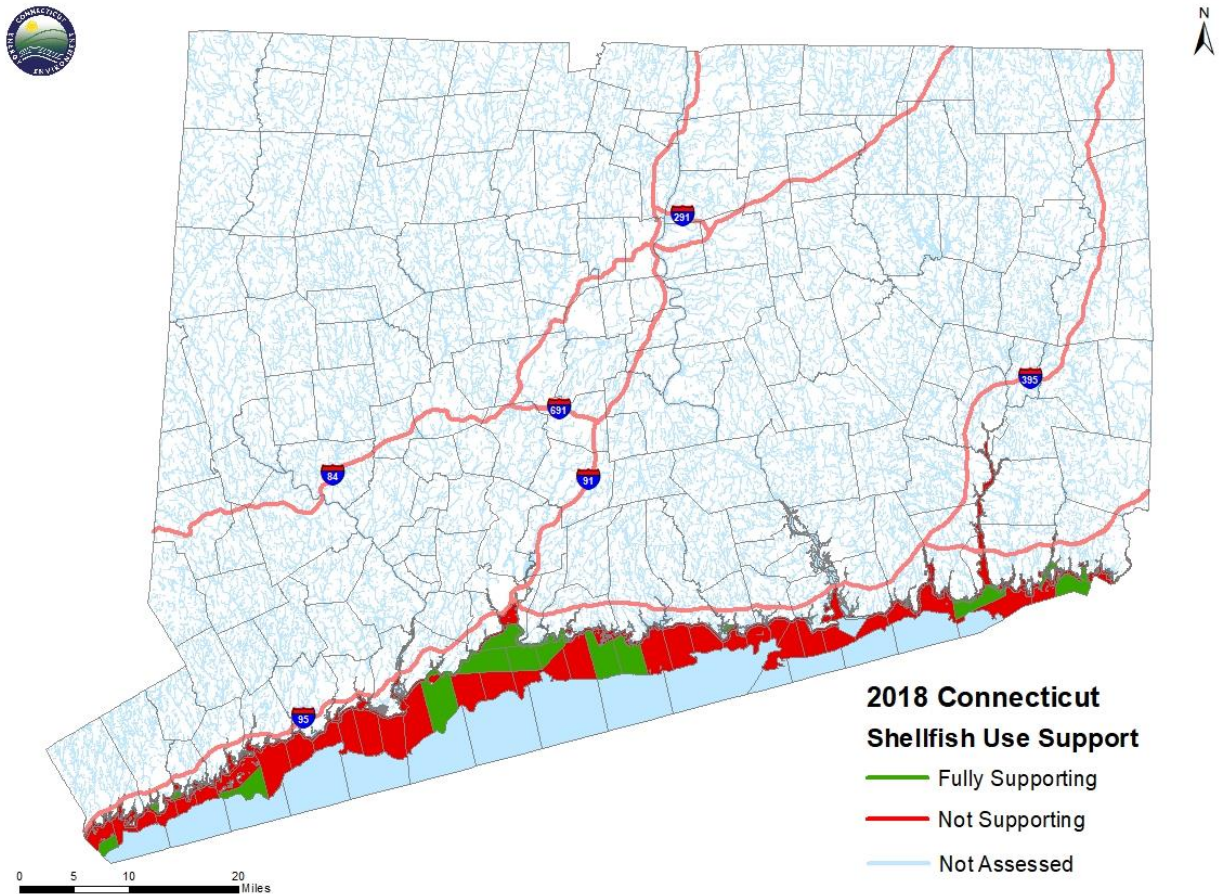 CONNECTICUT
N
291
395
691
84
91
95
2018 Connecticut
Shellfish Use Support
Fully Supporting
Not Supporting
Not Assessed
0 5 10 20
Miles